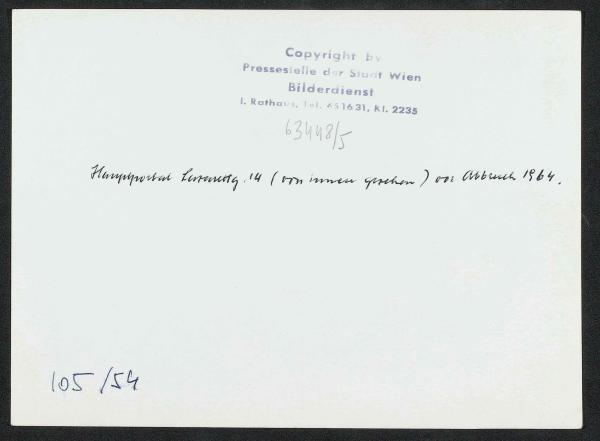 Copyright by
Pressestelle der Stadt Wien
Bilderdienst
I. Rathaus, Tel. 451631, Kl. 2235
63448/5
Hauptportal Lazarettg. 14 (von innen gesehen) vor Abbruch 1964.
105/54